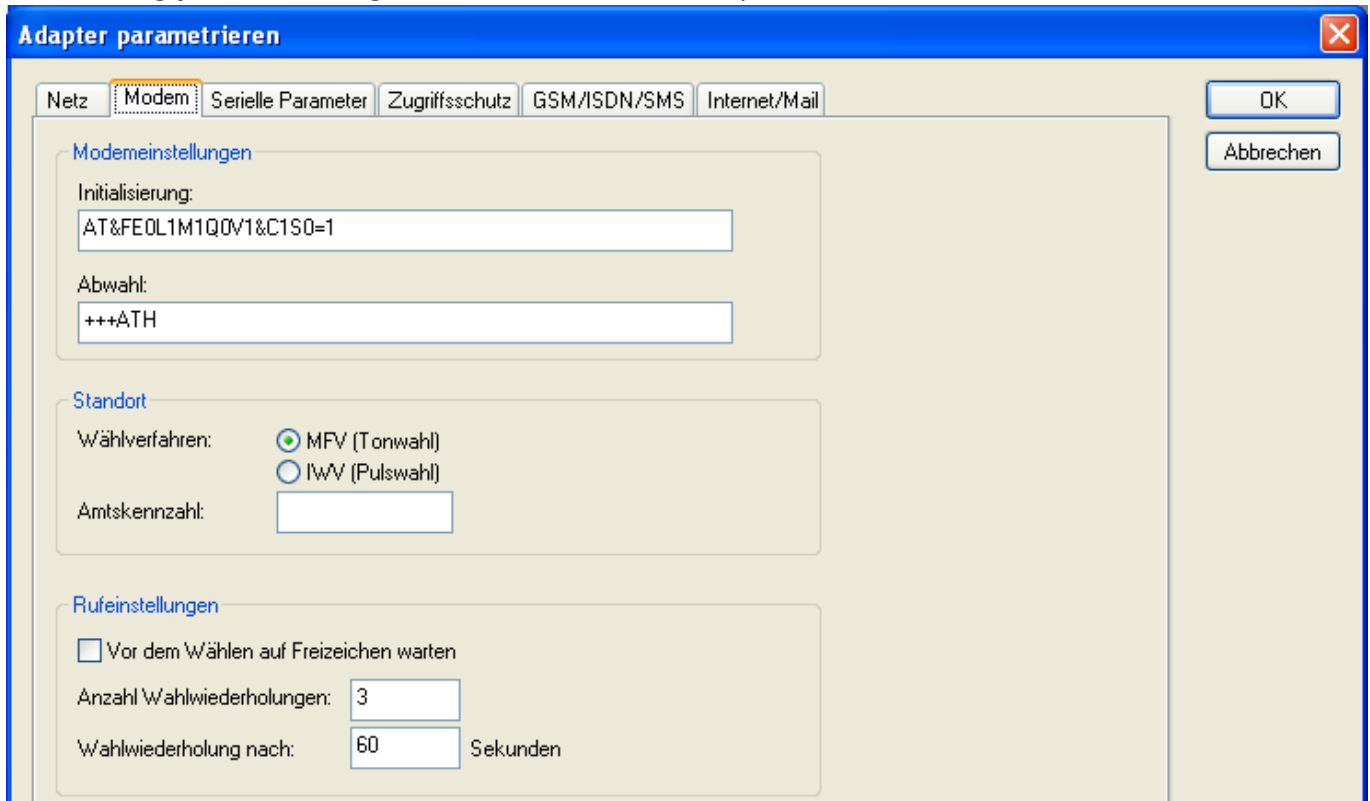 Adapter parametrieren
Netz Modem Serielle Parameter Zugriffsschutz GSM/ISDN/SMS Internet/Mail
OK
Abbrechen
Modemeinstellungen
Initialisierung:
AT&FE0L1M1Q0V1&C1S0=1
Abwahl:
+++ATH
Standort
Wählverfahren: MFV (Tonwahl)
IWV (Pulswahl)
Amtskennzahl:
Rufeinstellungen
Vor dem Wählen auf Freizeichen warten
Anzahl Wahlwiederholungen: 3
Wahlwiederholung nach: 60 Sekunden